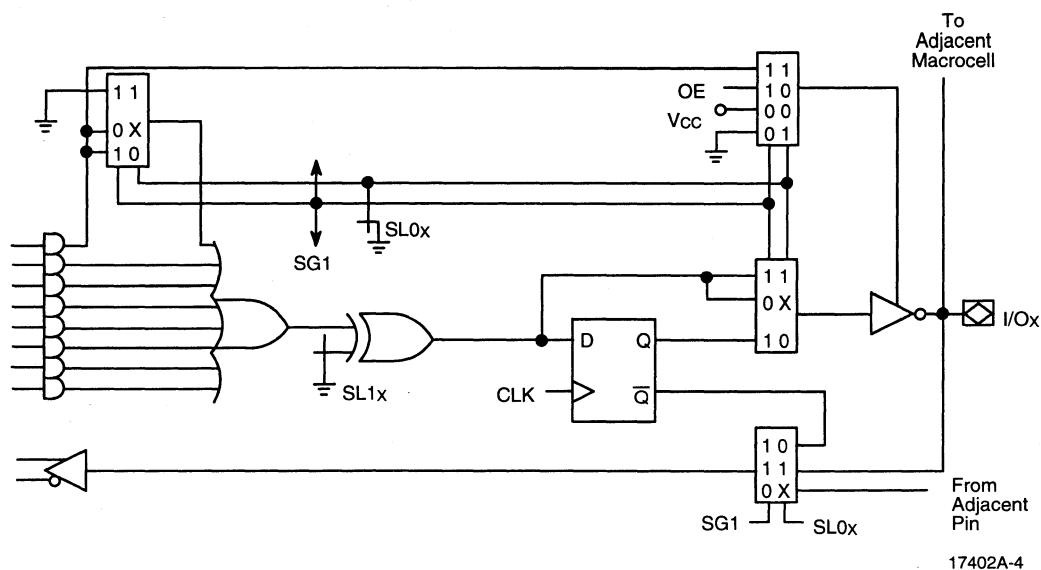 To
Adjacent
Macrocell
1 1
0 X
1 0
OE
VCC
1 1
1 0
0 0
0 1
SL0x
SG1
1 1
0 X
1 0
I/Ox
D Q
CLK Q
SL1x
1 0
1 1
0 X
From
Adjacent
Pin
SG1 SL0x
17402A-4